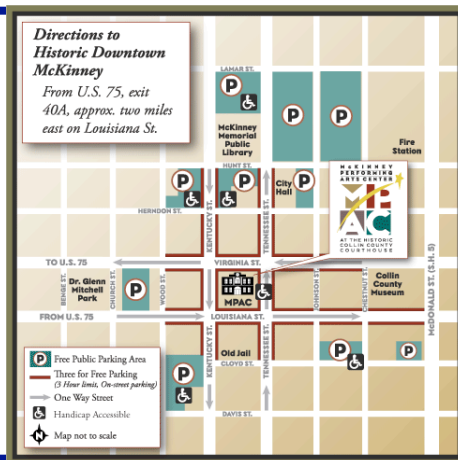 Directions to
Historic Downtown
McKinney
From U.S. 75, exit
40A, approx. two miles
east on Louisiana St.
LAMAR ST.
P
P
P
McKinney
Memorial
Public
Library
Fire
Station
HUNT ST.
P
P
City
Hall
P
McKINNEY
PERFORMING
ARTS CENTER
MPAC
AT THE HISTORIC
COLLIN COUNTY
COURTHOUSE
HERNDON ST.
KENTUCKY ST.
TENNESSEE ST.
TO U.S. 75
VIRGINIA ST.
BENGE ST.
Dr. Glenn
Mitchell
Park
CHURCH ST.
P
WOOD ST.
MPAC
JOHNSON ST.
CHESTNUT ST.
Collin
County
Museum
McDONALD ST. (S.H. 5)
FROM U.S. 75
LOUISIANA ST.
P Free Public Parking Area
Three for Free Parking
(3 Hour limit, On-street parking)
One Way Street
Handicap Accessible
N Map not to scale
P
KENTUCKY ST.
Old Jail
CLOYD ST.
TENNESSEE ST.
P
P
DAVIS ST.